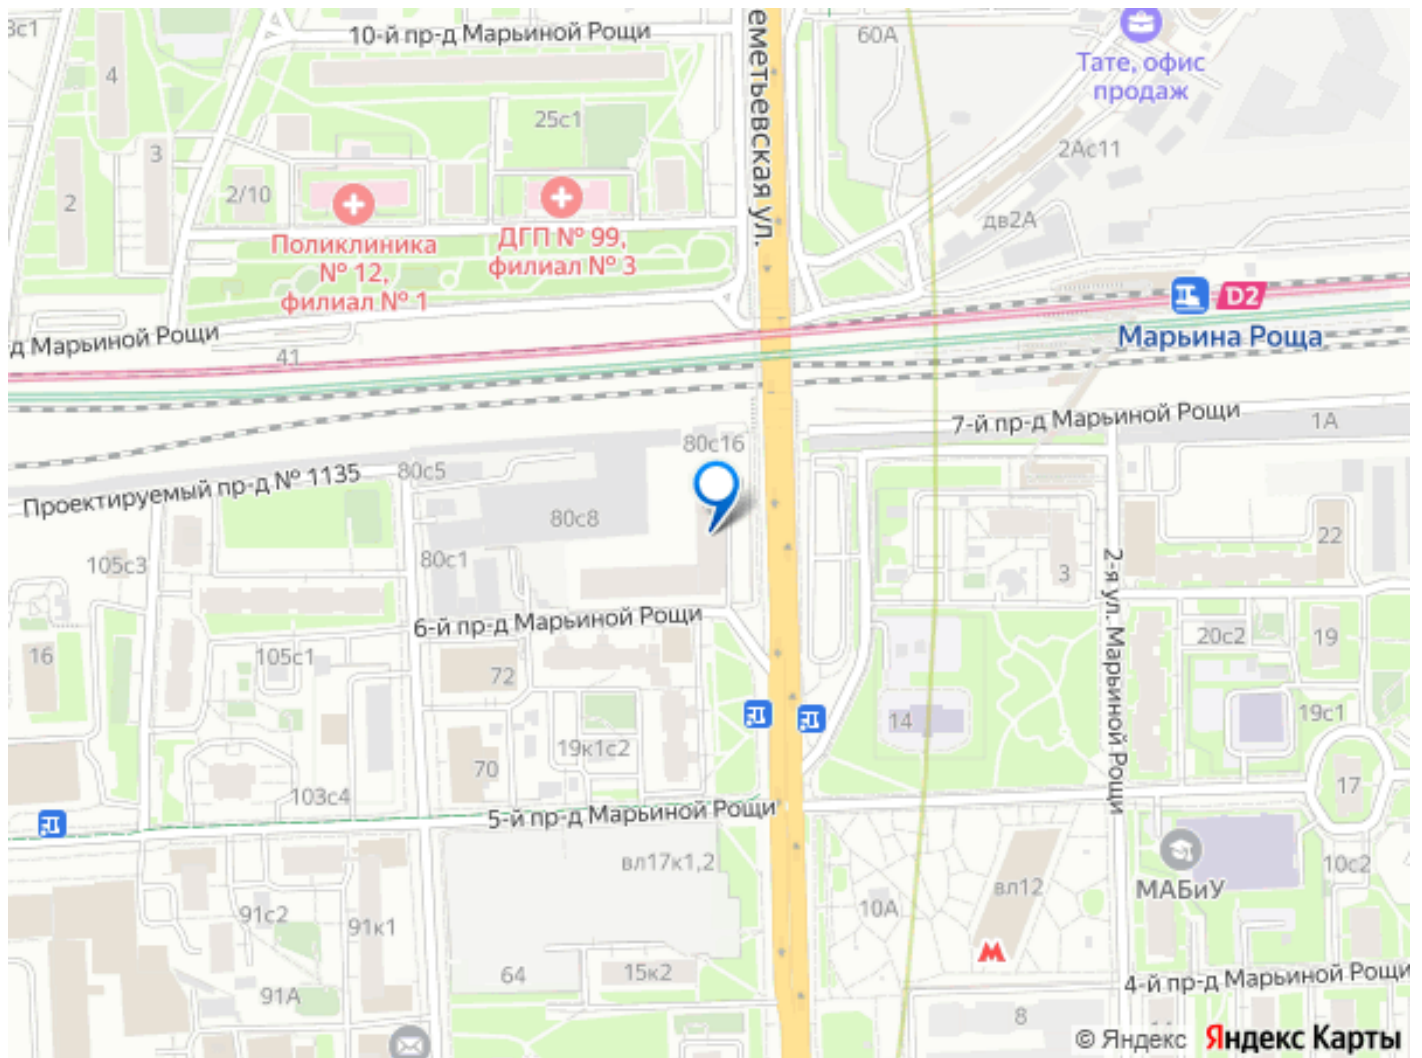 3с1
10-й пр-д Марьиной Рощи
еметьевская ул.
60А
Тате, офис
продаж
4
25с1
3
2Ас11
2/10
2
дв2А
Поликлиника
№ 12,
филиал № 1
ДГП № 99,
филиал № 3
D2
Марьина Роща
д Марьиной Рощи
41
7-й пр-д Марьиной Рощи
1А
80с16
80с5
Проектируемый пр-д № 1135
80с8
22
105с3
80с1
3
2-я ул. Марьиной Рощи
6-й пр-д Марьиной Рощи
20с2
19
16
105с1
72
14
19с1
19к1с2
70
17
103с4
5-й пр-д Марьиной Рощи
вл17к1,2
10с2
МАБиУ
вл12
10А
91с2
91к1
64
15к2
4-й пр-д Марьиной Рощи
91А
8
© Яндекс Яндекс Карты